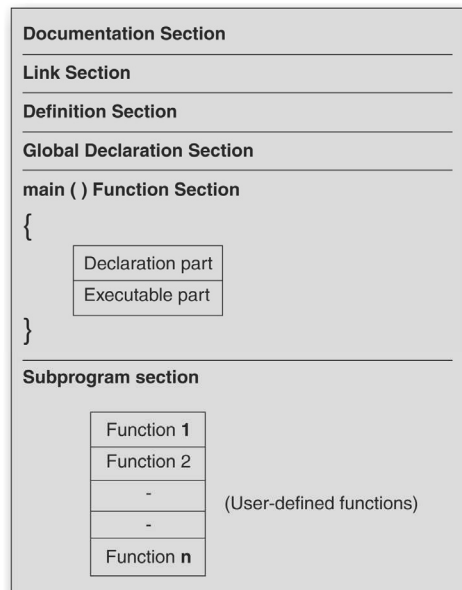 Documentation Section
Link Section
Definition Section
Global Declaration Section
main ( ) Function Section
{
Declaration part
Executable part
}
Subprogram section
Function 1
Function 2
-
-
(User-defined functions)
Function n